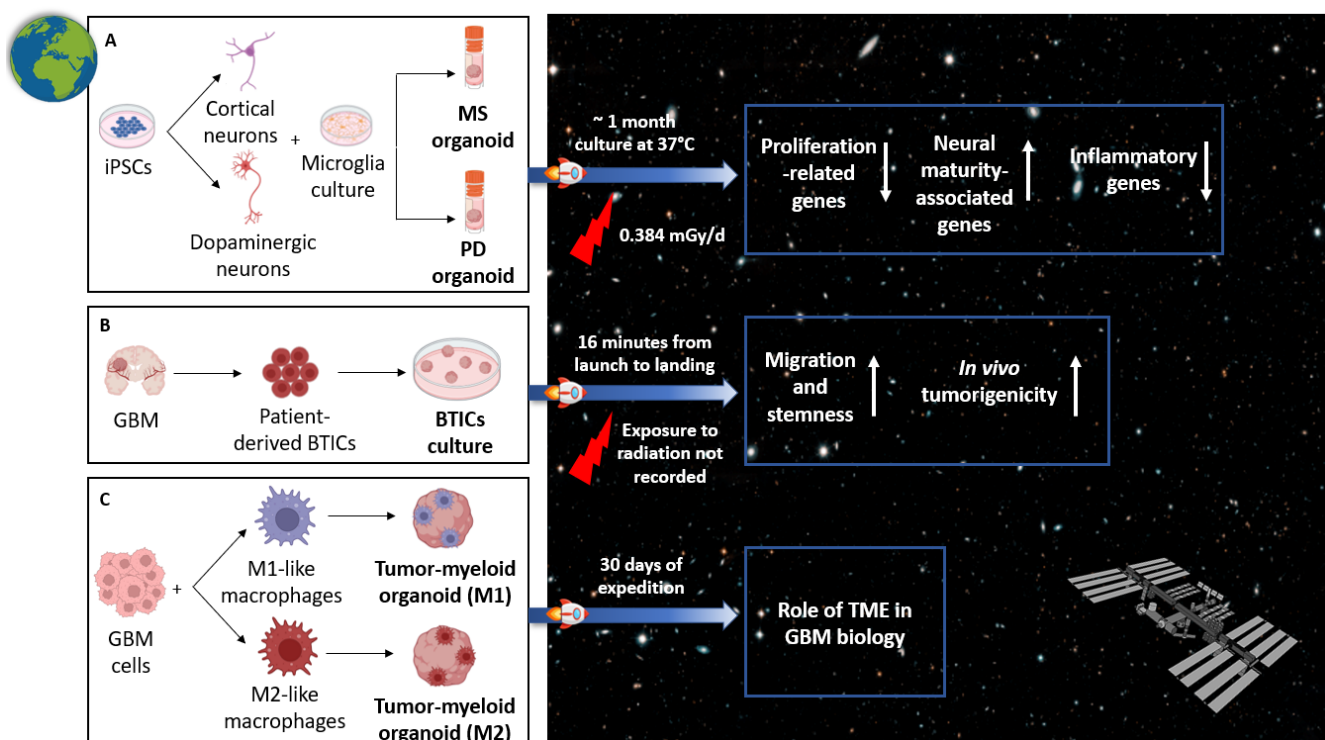 A
iPSCs
Cortical
neurons
Dopaminergic
neurons
+
Microglia
culture
MS
organoid
PD
organoid
~ 1 month
culture at 37°C
0.384 mGy/d
Proliferation
-related
genes
Neural
maturity-
associated
genes
Inflammatory
genes
B
GBM
Patient-
derived BTICs
BTICs
culture
16 minutes from
launch to landing
Exposure to
radiation not
recorded
Migration
and
stemness
In vivo
tumorigenicity
C
GBM
cells
+
M1-like
macrophages
Tumor-myeloid
organoid (M1)
M2-like
macrophages
Tumor-myeloid
organoid (M2)
30 days of
expedition
Role of TME in
GBM biology